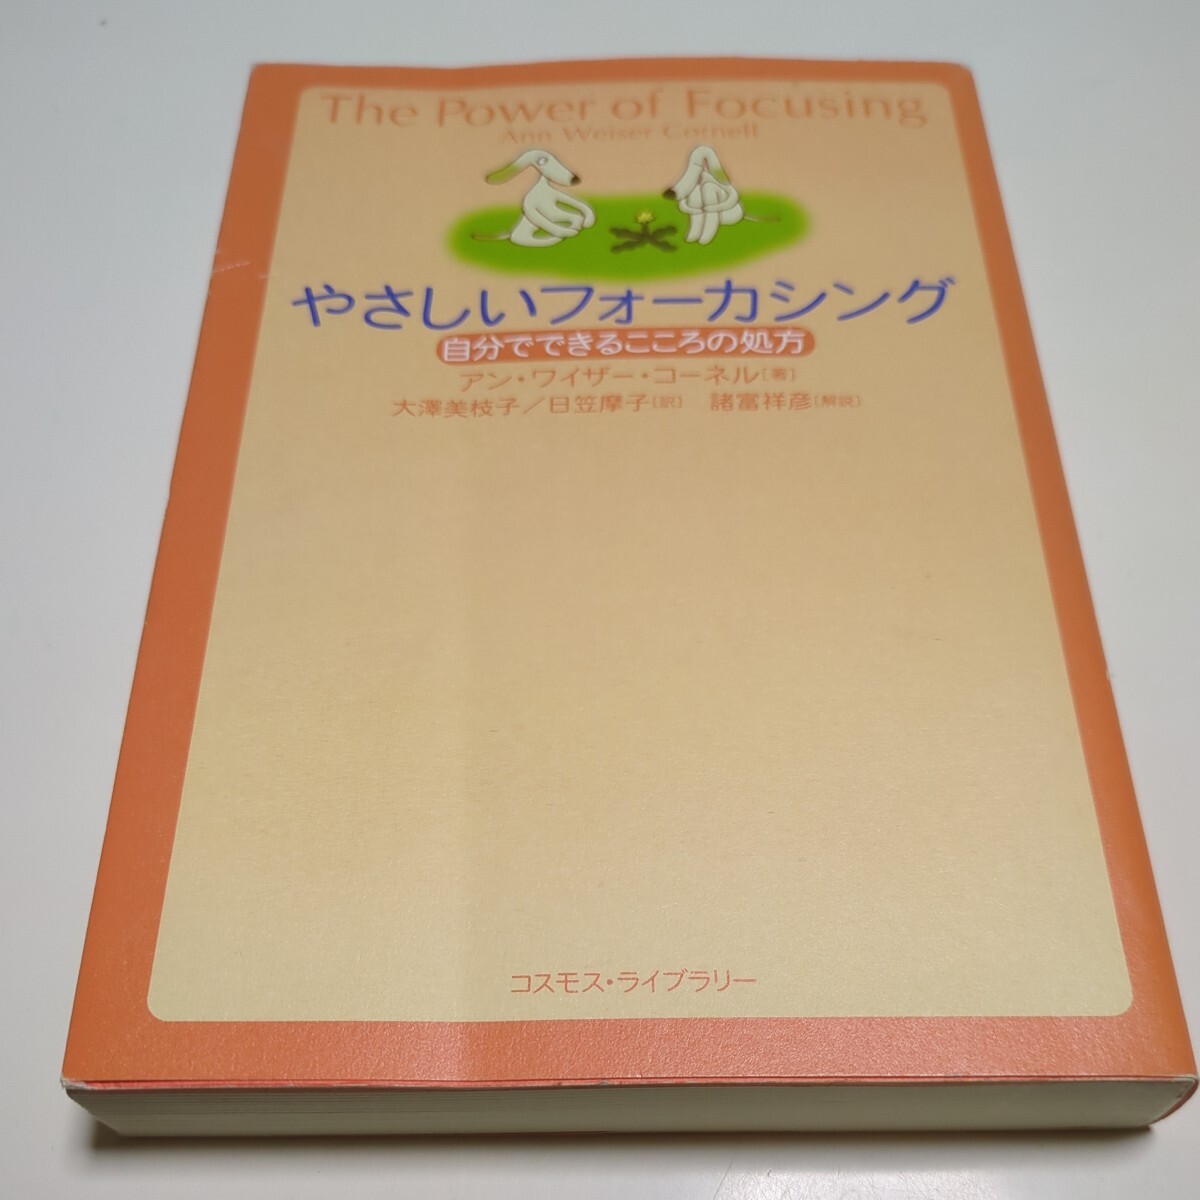 The Power of Focusing
Ann Weiser Cornell
やさしいフォーカシング
自分でできるこころの処方
アン・ワイザー・コーネル[著]
大澤美枝子／日笠摩子[訳] 諸富祥彦[解説]
コスモス・ライブラリー